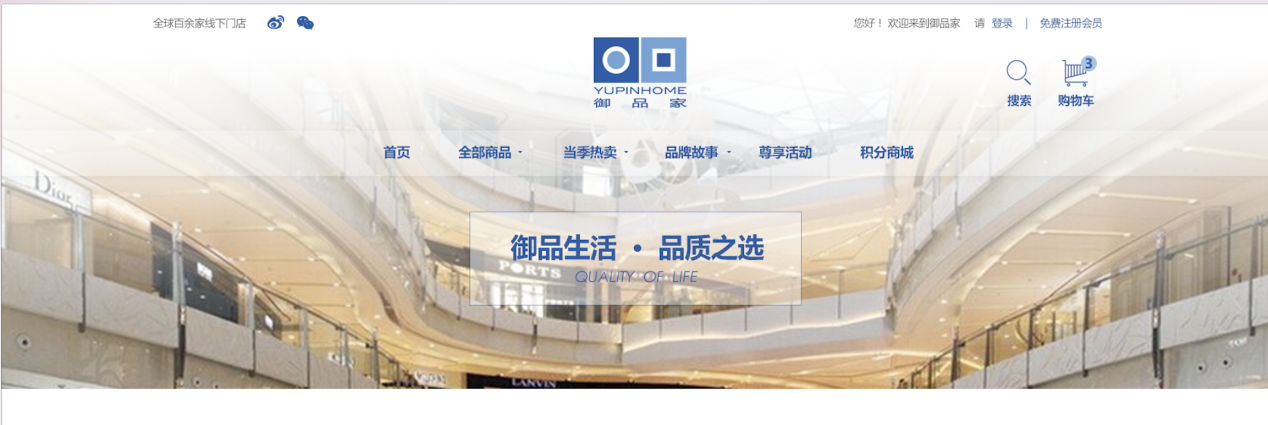 全球百余家线下门店
您好！ 欢迎来到御品家 请 登录 | 免费注册会员
YUPINHOME
御品家
3
搜索 购物车
首页 全部商品 当季热卖 品牌故事 尊享活动 积分商城
Dior
御品生活 · 品质之选
PORTS
QUALITY OF LIFE
LANVIN